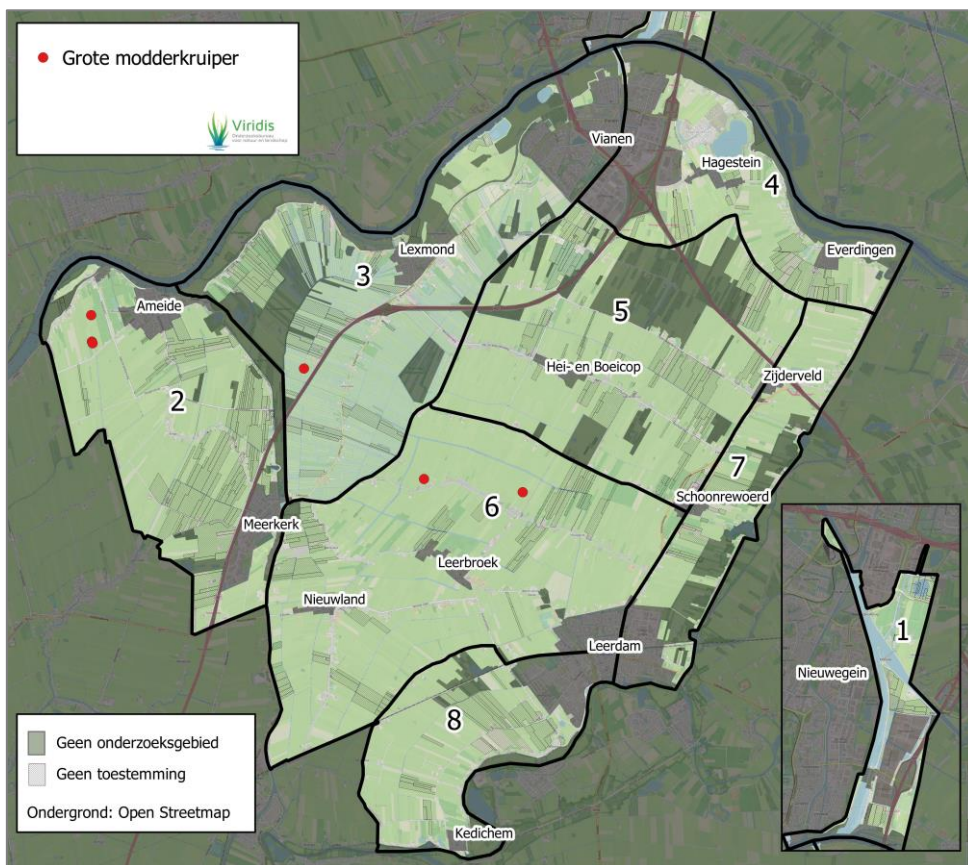 Grote modderkruiper
Viridis
Vianen
Hagestein
4
Everdingen
Lexmond
3
Ameide
5
Hei- en Boeicop
Zijderveld
2
7
Schoonrewoerd
6
Meerkerk
Leerbroek
Nieuwland
Leerdam
1
Nieuwegein
8
Kedichem
Geen onderzoeksgebied
Geen toestemming
Ondergrond: Open Streetmap